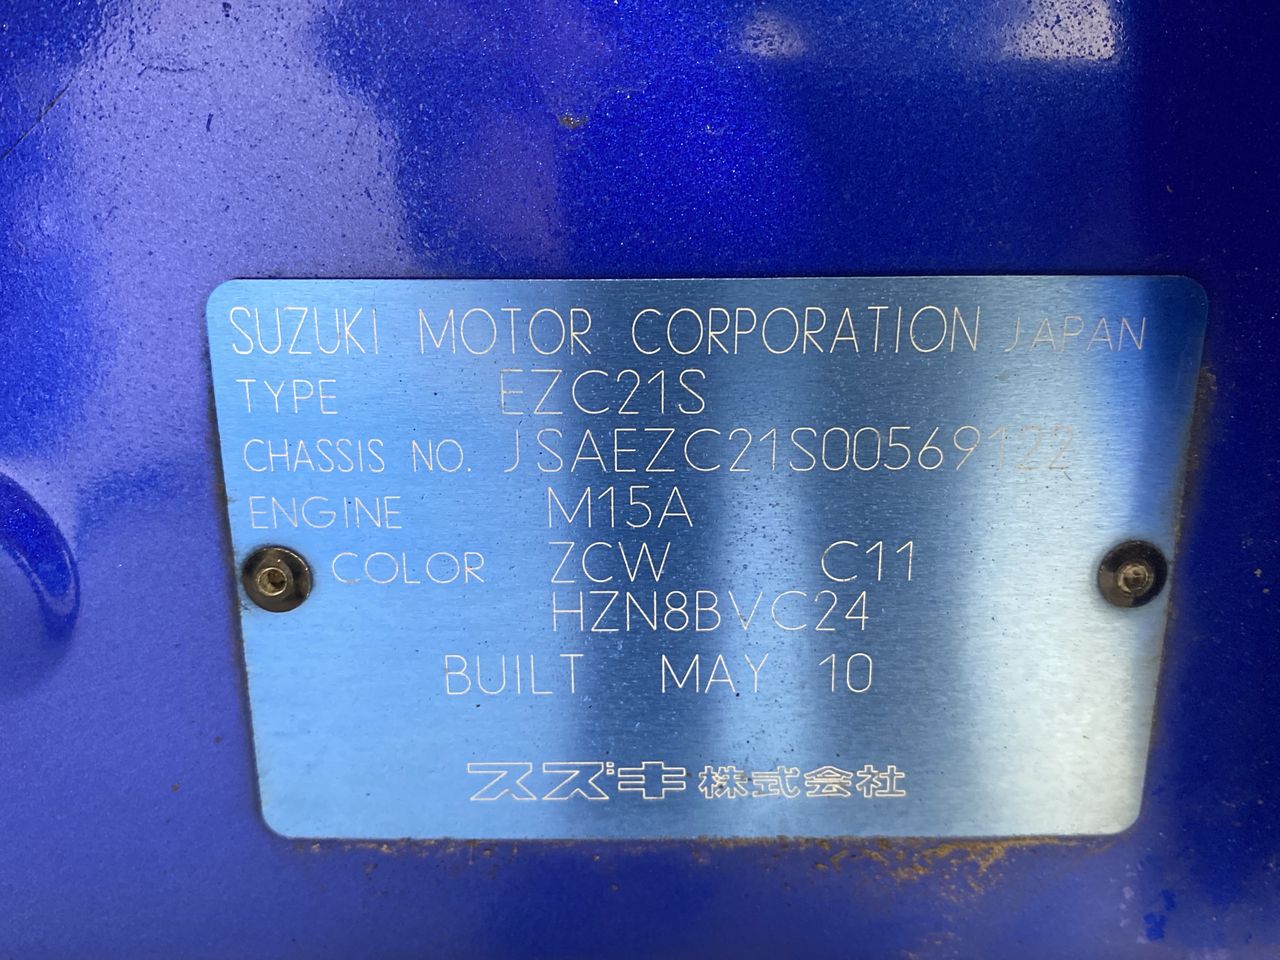 SUZUKI MOTOR CORPORATION JAPAN
TYPE EZC21S
CHASSIS NO. JSAEZC21S00569122
ENGINE M15A
COLOR ZCW C11
HZN8BVC24
BUILT MAY 10
スズキ株式会社